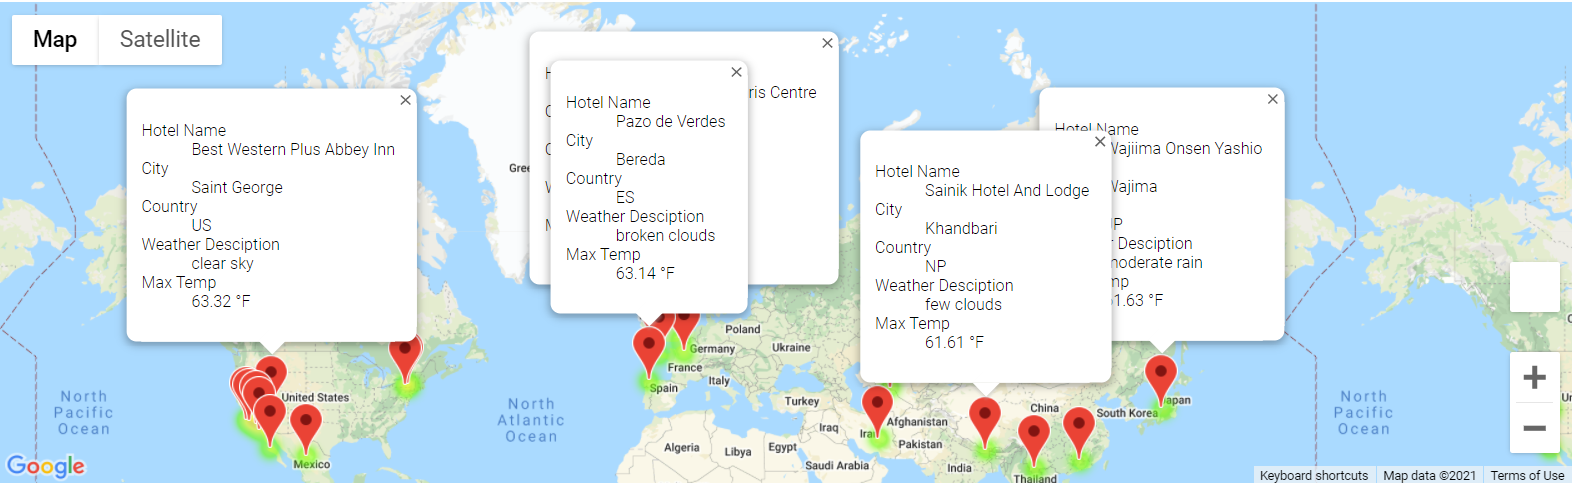 Map
Satellite
Hotel Name
Best Western Plus Abbey Inn
City
Saint George
Country
US
Weather Desciption
clear sky
Max Temp
63.32 °F
ris Centre
Hotel Name
Pazo de Verdes
City
Bereda
Country
ES
Weather Desciption
broken clouds
Max Temp
63.14 °F
Hotel Name
Wajiima Onsen Yashio
Wajima
Desciption
moderate rain
1.63 °F
Hotel Name
Sainik Hotel And Lodge
City
Khandbari
Country
NP
Weather Desciption
few clouds
Max Temp
61.61 °F
North
Pacific
Ocean
United States
Mexico
North
Atlantic
Ocean
Poland
Germany
Ukraine
France
Spain
Italy
Turkey
Algeria
Libya
Egypt
Iraq
Iran
Saudi Arabia
Afghanistan
Pakistan
India
China
Thailand
South Korea
apan
North
Pacific
Ocean
Google
Keyboard shortcuts
Map data ©2021
Terms of Use